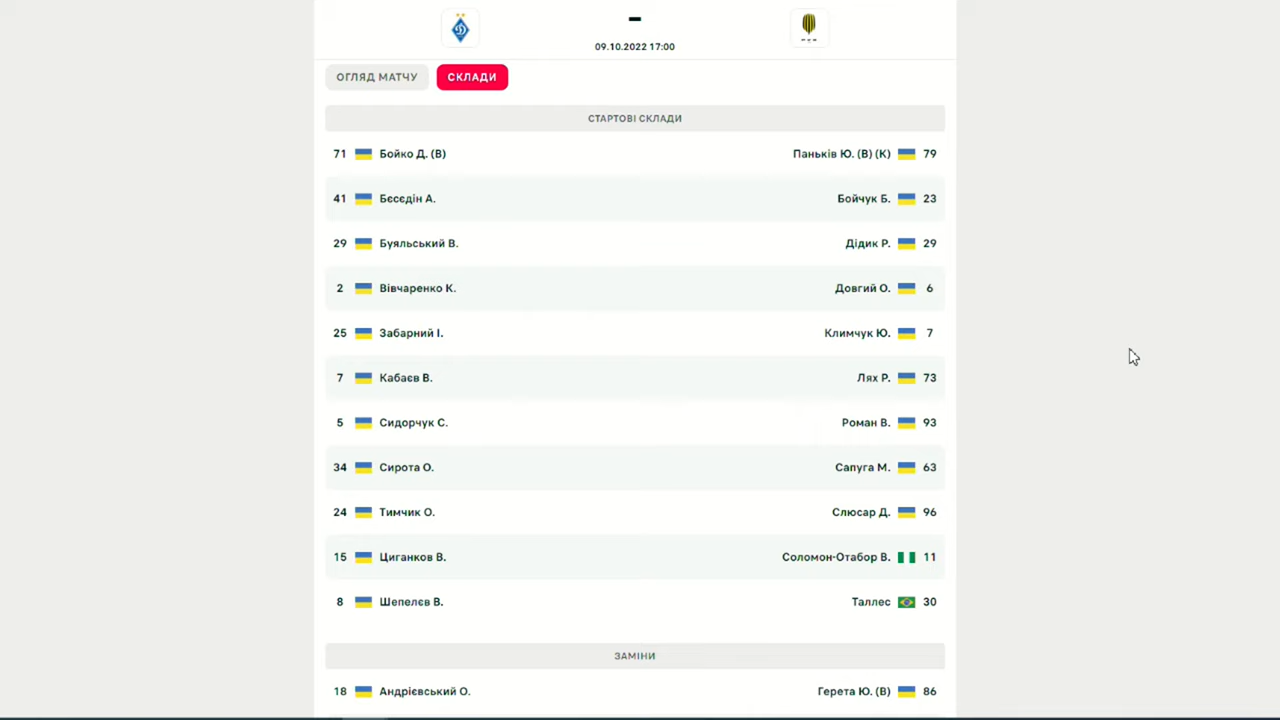 09.10.2022 17:00
ОГЛЯД МАТЧУ СКЛАДИ
СТАРТОВІ СКЛАДИ
71 Бойко Д. (В) Паньків Ю. (В) (К) 79
41 Бєсєдін А. Бойчук Б. 23
29 Буяльський В. Дідик Р. 29
2 Вівчаренко К. Довгий О. 6
25 Забарний І. Климчук Ю. 7
7 Кабаєв В. Лях Р. 73
5 Сидорчук С. Роман В. 93
34 Сирота О. Сапуга М. 63
24 Тимчик О. Слюсар Д. 96
15 Циганков В. Соломон-Отабор В. 11
8 Шепелєв В. Таллес 30
ЗАМІНИ
18 Андрієвський О. Герета Ю. (В) 86